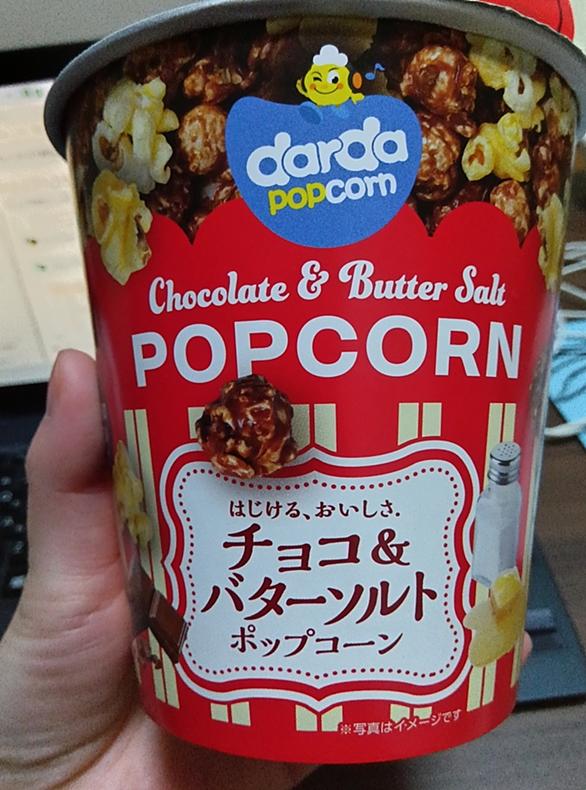 darda
POPcorn
Chocolate & Butter Salt
POPCORN
はじける、おいしさ.
チョコ&
バターソルト
ポップコーン
※写真はイメージです